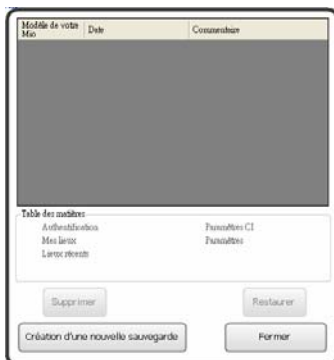 Modèle de votre Mio
Date
Commentaire
Table des matières
Authentification
Paramètres CI
Mes lieux
Paramètres
Lieux récents
Supprimer
Restaurer
Création d'une nouvelle sauvegarde
Fermer